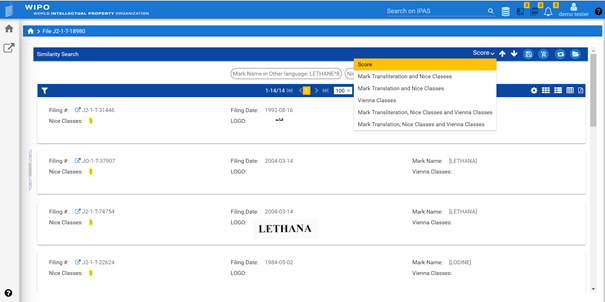 WIPO
WORLD INTELLECTUAL PROPERTY ORGANIZATION
Search on IPAS
demo tester
File J2-1-T-18980
Similarity Search
Score
Score
Mark Transliteration and Nice Classes
Mark Translation and Nice Classes
Vienna Classes
Mark Transliteration, Nice Classes and Vienna Classes
Mark Translation, Nice Classes and Vienna Classes
Mark Name in Other language: LETHANE^8
1-14/14 1 100
Filing #: J2-1-T-31446 Filing Date: 1992-08-16
Nice Classes: 5 LOGO:
Filing #: JO-1-T-37907 Filing Date: 2004-03-14 Mark Name: [LETHANA]
Nice Classes: 5 LOGO: Vienna Classes:
Filing #: J2-1-T-74754 Filing Date: 2004-03-14 Mark Name: [LETHANA]
Nice Classes: 5 LOGO: LETHANA Vienna Classes:
Filing #: J2-1-T-22624 Filing Date: 1984-05-02 Mark Name: [LODINE]
Nice Classes: 5 LOGO: Vienna Classes: